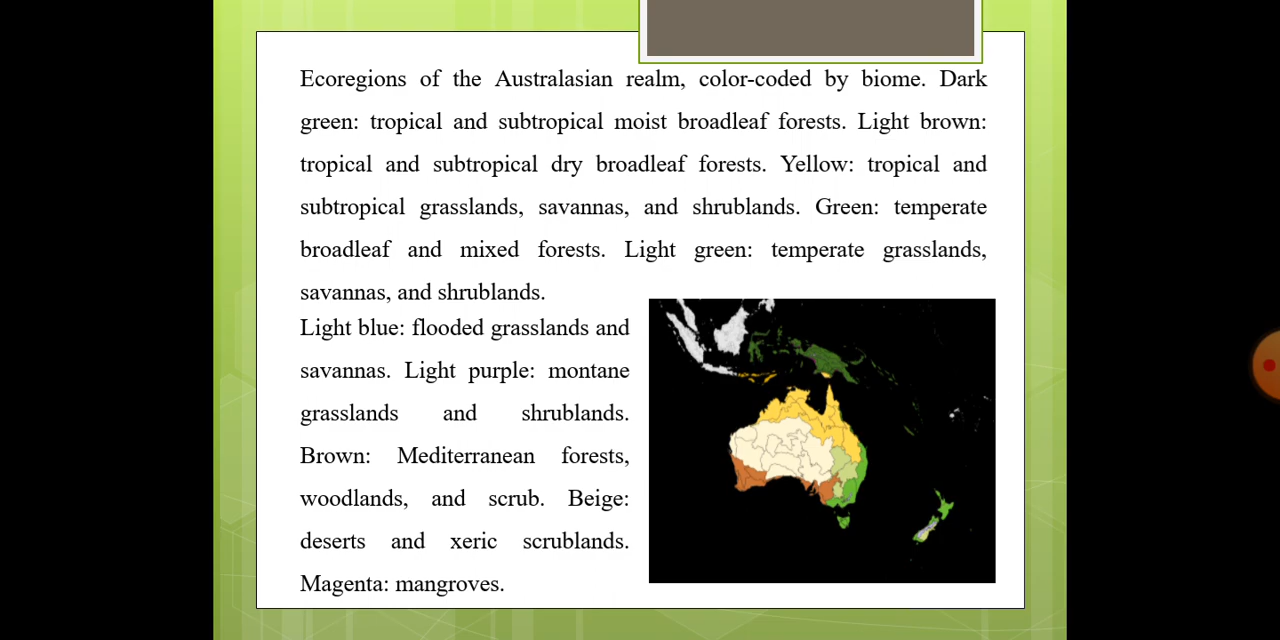 Ecoregions of the Australasian realm, color-coded by biome. Dark
green: tropical and subtropical moist broadleaf forests. Light brown:
tropical and subtropical dry broadleaf forests. Yellow: tropical and
subtropical grasslands, savannas, and shrublands. Green: temperate
broadleaf and mixed forests. Light green: temperate grasslands,
savannas, and shrublands.
Light blue: flooded grasslands and
savannas. Light purple: montane
grasslands and shrublands.
Brown: Mediterranean forests,
woodlands, and scrub. Beige:
deserts and xeric scrublands.
Magenta: mangroves.